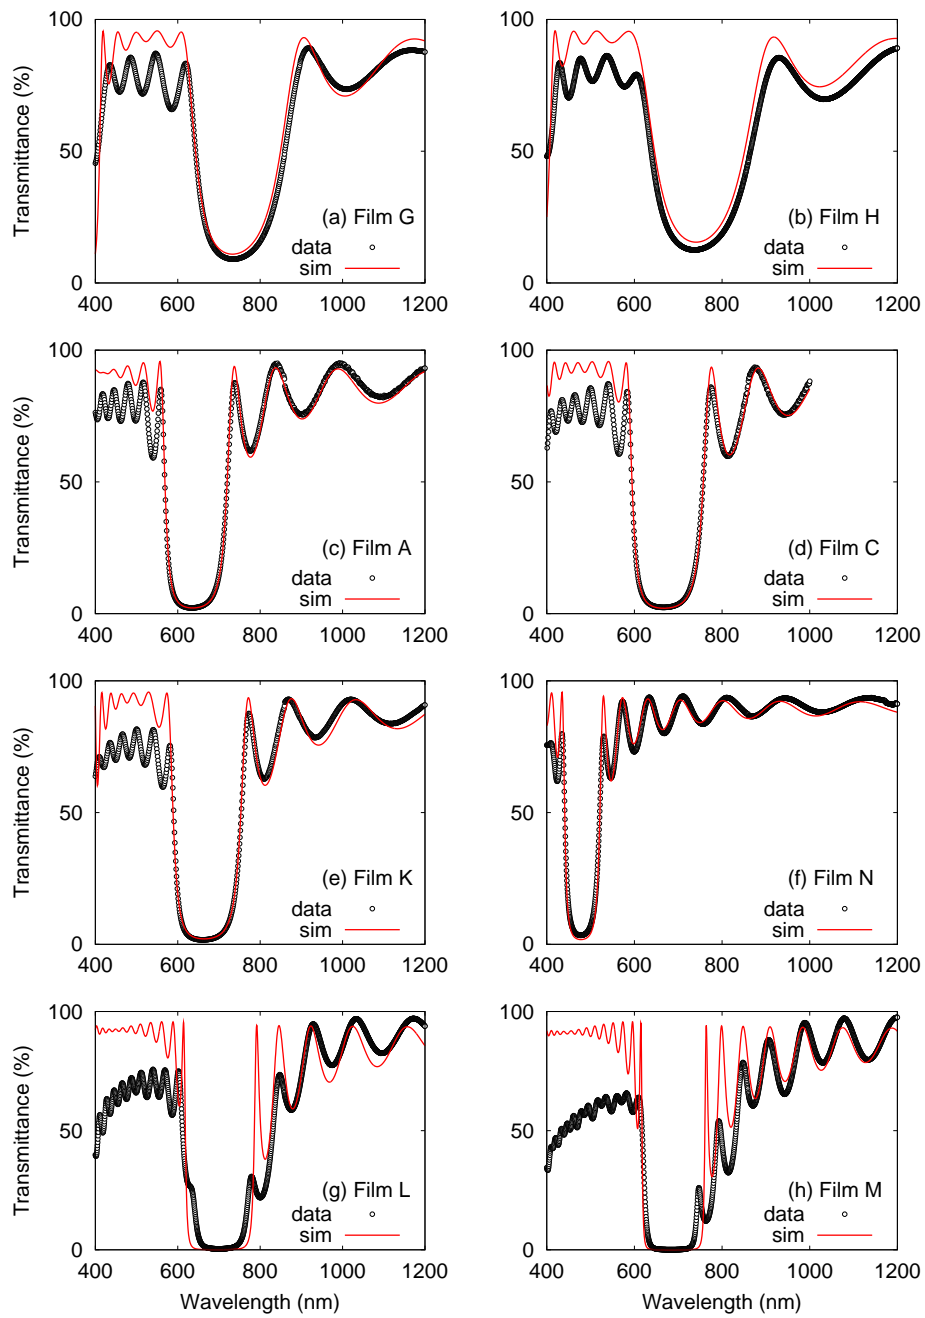 100
50
0
Transmittance (%)
400 600 800 1000 1200
(a) Film G
data
sim
100
50
0
400 600 800 1000 1200
(b) Film H
data
sim
100
50
0
Transmittance (%)
400 600 800 1000 1200
(c) Film A
data
sim
100
50
0
400 600 800 1000 1200
(d) Film C
data
sim
100
50
0
Transmittance (%)
400 600 800 1000 1200
(e) Film K
data
sim
100
50
0
400 600 800 1000 1200
(f) Film N
data
sim
100
50
0
Transmittance (%)
400 600 800 1000 1200
Wavelength (nm)
(g) Film L
data
sim
100
50
0
400 600 800 1000 1200
Wavelength (nm)
(h) Film M
data
sim